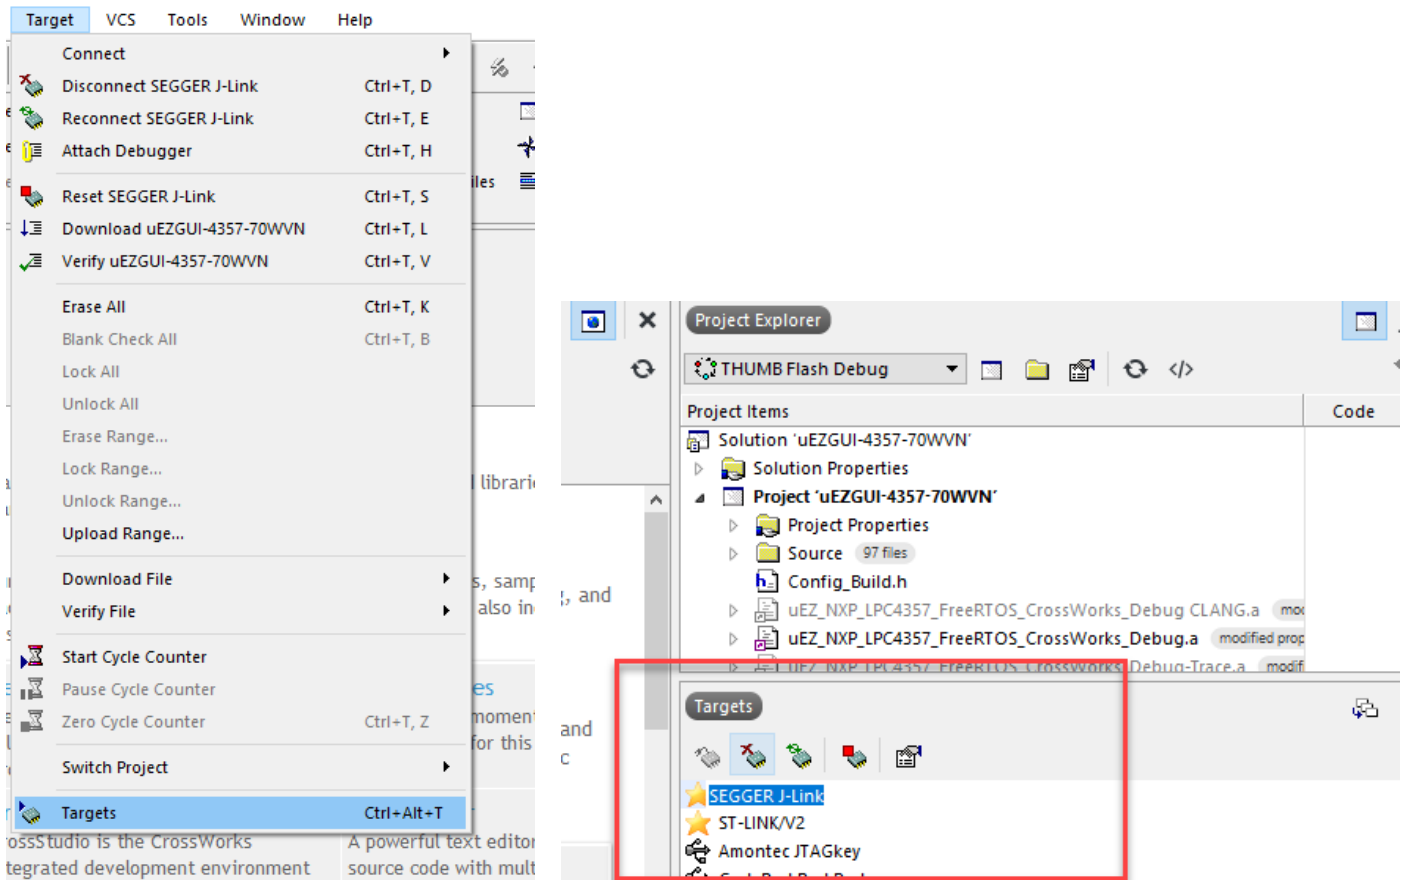 Target VCS Tools Window Help
Connect
Disconnect SEGGER J-Link Ctrl+T, D
Reconnect SEGGER J-Link Ctrl+T, E
Attach Debugger Ctrl+T, H
Reset SEGGER J-Link Ctrl+T, S
Download uEZGUI-4357-70WVN Ctrl+T, L
Verify uEZGUI-4357-70WVN Ctrl+T, V
Erase All Ctrl+T, K
Blank Check All Ctrl+T, B
Lock All
Unlock All
Erase Range...
Lock Range...
Unlock Range...
Upload Range...
Download File
Verify File
Start Cycle Counter
Pause Cycle Counter
Zero Cycle Counter Ctrl+T, Z
Switch Project
Targets Ctrl+Alt+T
iles
librari
s, samp
also in
es
momen
for this
ossStudio is the CrossWorks
tegrated development environment
A powerful text editor
source code with mult
g, and
and
c
Project Explorer
THUMB Flash Debug
Project Items Code
Solution 'uEZGUI-4357-70WVN'
Solution Properties
Project 'uEZGUI-4357-70WVN'
Project Properties
Source 97 files
Config_Build.h
uEZ_NXP_LPC4357_FreeRTOS_CrossWorks_Debug CLANG.a mo
uEZ_NXP_LPC4357_FreeRTOS_CrossWorks_Debug.a modified prop
uEZ_NXP_LPC4357_FreeRTOS_CrossWorks_Debug-Trace.a modif
Targets
SEGGER J-Link
ST-LINK/V2
Amontec JTAGkey